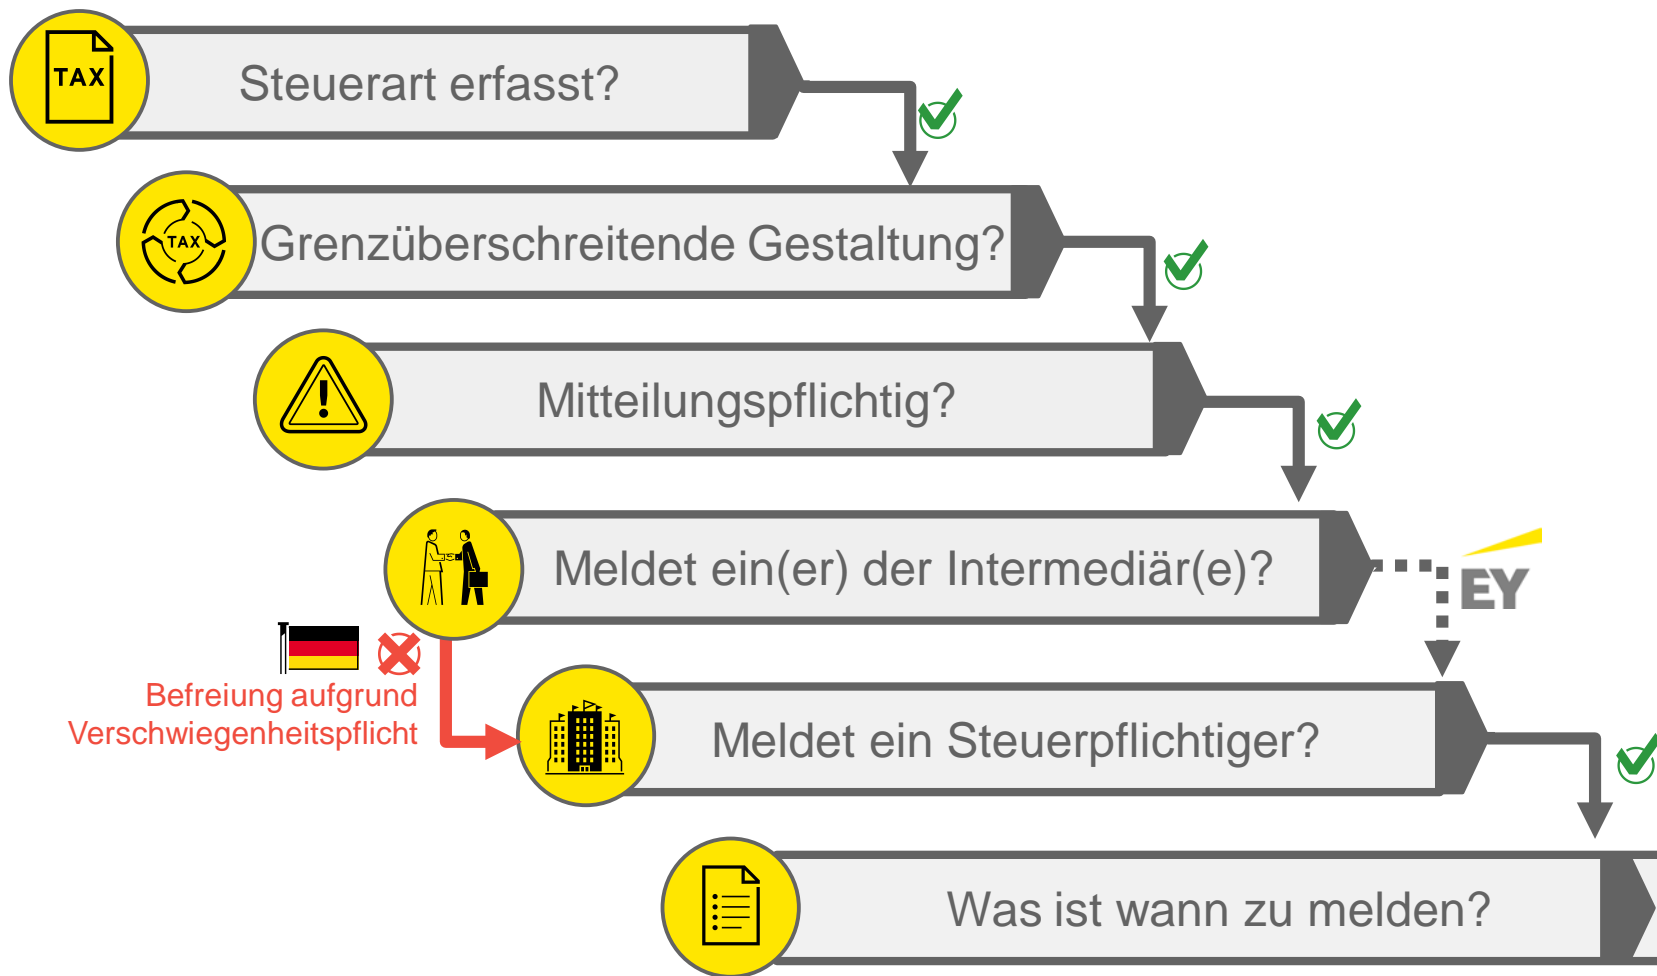 TAX
Steuerart erfasst?
TAX
Grenzüberschreitende Gestaltung?
Mitteilungspflichtig?
Meldet ein(er) der Intermediär(e)?
EY
Befreiung aufgrund
Verschwiegenheitspflicht
Meldet ein Steuerpflichtiger?
Was ist wann zu melden?